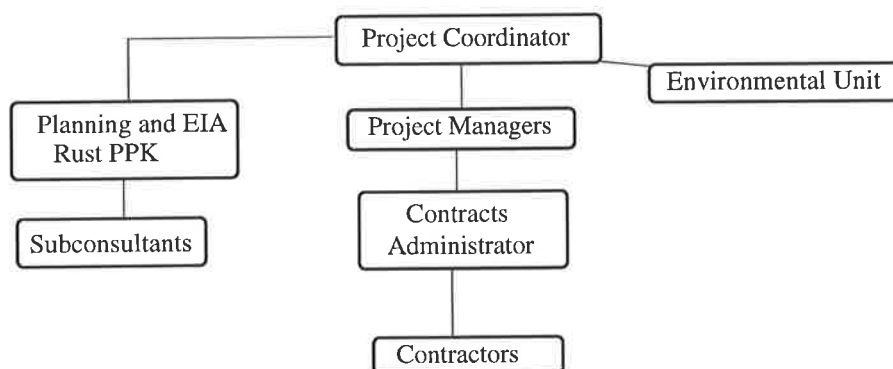 Project Coordinator
Environmental Unit
Planning and EIA
Rust PPK
Project Managers
Subconsultants
Contracts
Administrator
Contractors